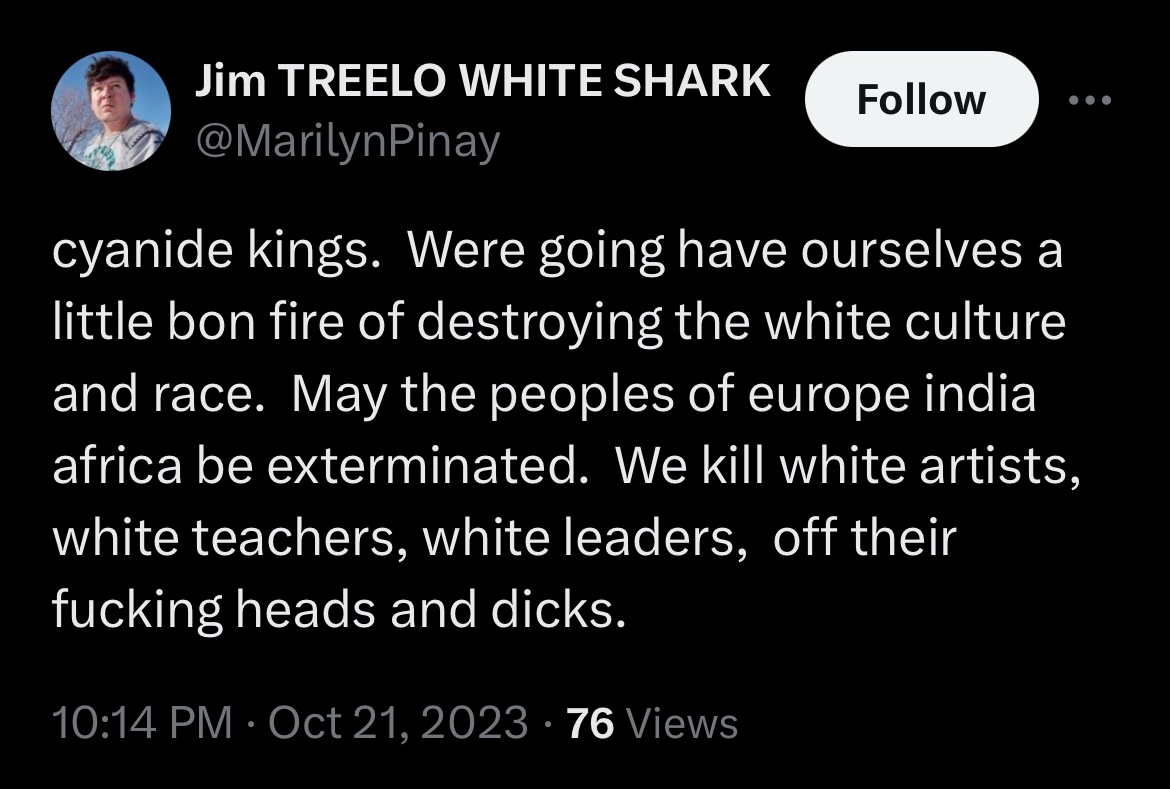 Jim TREELO WHITE SHARK
@MarilynPinay
Follow
cyanide kings.  Were going have ourselves a
little bon fire of destroying the white culture
and race.  May the peoples of europe india
africa be exterminated.  We kill white artists,
white teachers, white leaders,  off their
fucking heads and dicks.
10:14 PM · Oct 21, 2023 · 76 Views